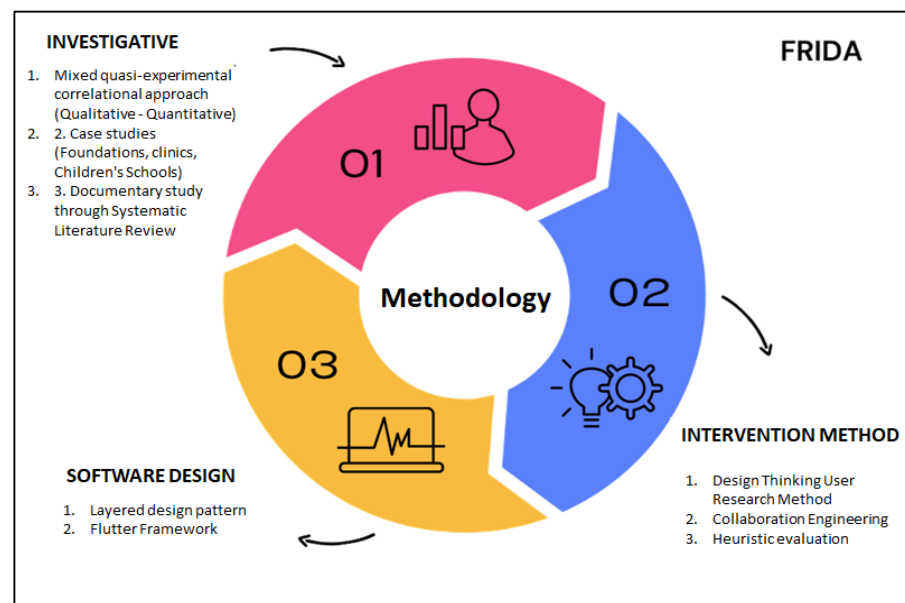 INVESTIGATIVE
1. Mixed quasi-experimental
correlational approach
(Qualitative - Quantitative)
2. 2. Case studies
(Foundations, clinics,
Children's Schools)
3. 3. Documentary study
through Systematic
Literature Review
FRIDA
01
02
03
Methodology
INTERVENTION METHOD
1. Design Thinking User
Research Method
2. Collaboration Engineering
3. Heuristic evaluation
SOFTWARE DESIGN
1. Layered design pattern
2. Flutter Framework